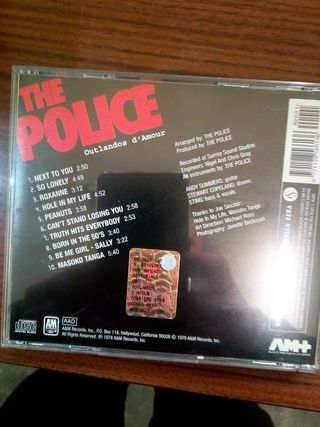 THE
POLICE
Outlandos d'Amour
1. NEXT TO YOU 2:50
2. SO LONELY 4:49
3. ROXANNE 3:12
4. HOLE IN MY LIFE 4:52
5. PEANUTS 3:58
6. CAN'T STAND LOSING YOU 2:58
7. TRUTH HITS EVERYBODY 2:53
8. BORN IN THE 50'S 3:40
9. BE MY GIRL - SALLY 3:22
10. MASOKO TANGA 5:40
Arranged by: THE POLICE
Produced by: THE POLICE
Recorded at Surrey Sound Studios
Engineers: Nigel And Chris Gray
All instruments by: THE POLICE
ANDY SUMMERS: guitar
STEWART COPELAND: drums
STING: bass & vocals
Thanks to Joe Sinclair
Hole in My Life, Masoko Tanga
Art Direction: Michael Ross
Photography: Janette Beckman
A&M
AAD
A&M Records, Inc., P.O. Box 118, Hollywood, California 90028
All Rights Reserved. ℗ 1978 A&M Records, Inc.
© 1979 A&M Records, Inc.
AM+